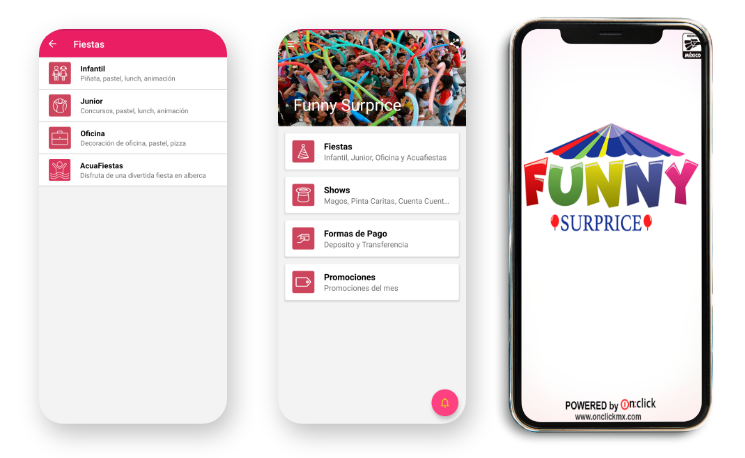 Fiestas
Infantil
Piñata, pastel, lunch, animación
Junior
Concursos, pastel, lunch, animación
Oficina
Decoración de oficina, pastel, pizza
AcuaFiestas
Disfruta de una divertida fiesta en alberca
Funny Surprice
Fiestas
Infantil, Junior, Oficina y Acuafiestas
Shows
Magos, Pinta Caritas, Cuenta Cuent...
Formas de Pago
Deposito y Transferencia
Promociones
Promociones del mes
MÉXICO
FUNNY
SURPRICE
POWERED by On:click
www.onclickmx.com